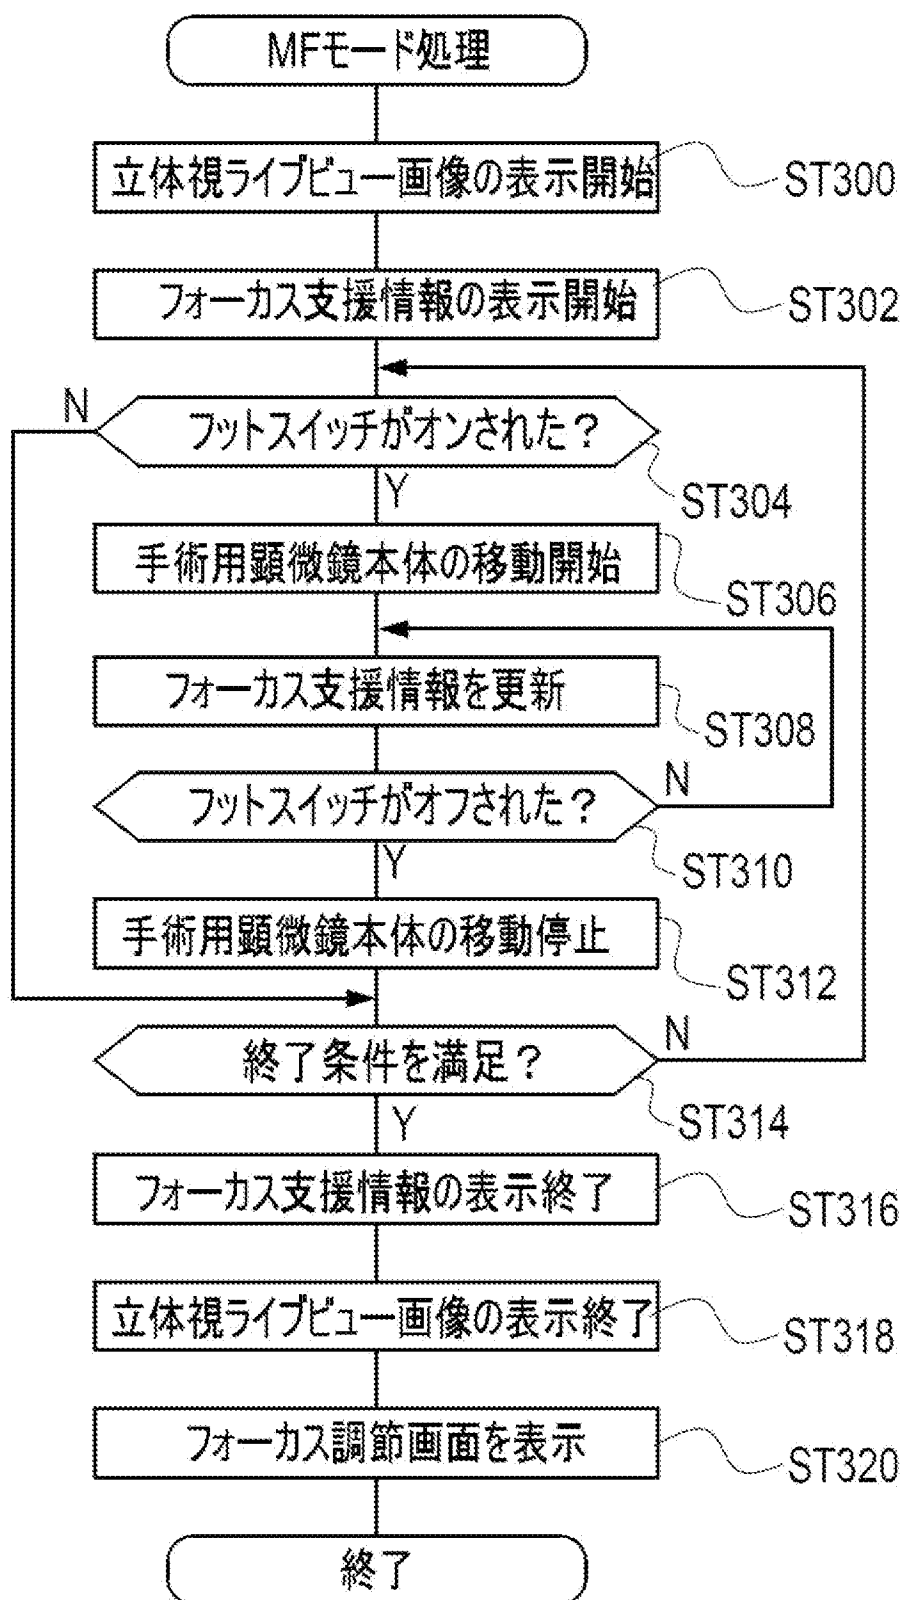 MFモード処理
立体視ライブビュー画像の表示開始
ST300
フォーカス支援情報の表示開始
ST302
N
フットスイッチがオンされた?
Y
ST304
手術用顕微鏡本体の移動開始
ST306
フォーカス支援情報を更新
ST308
フットスイッチがオフされた?
N
Y
ST310
手術用顕微鏡本体の移動停止
ST312
終了条件を満足?
N
Y
ST314
フォーカス支援情報の表示終了
ST316
立体視ライブビュー画像の表示終了
ST318
フォーカス調節画面を表示
ST320
終了